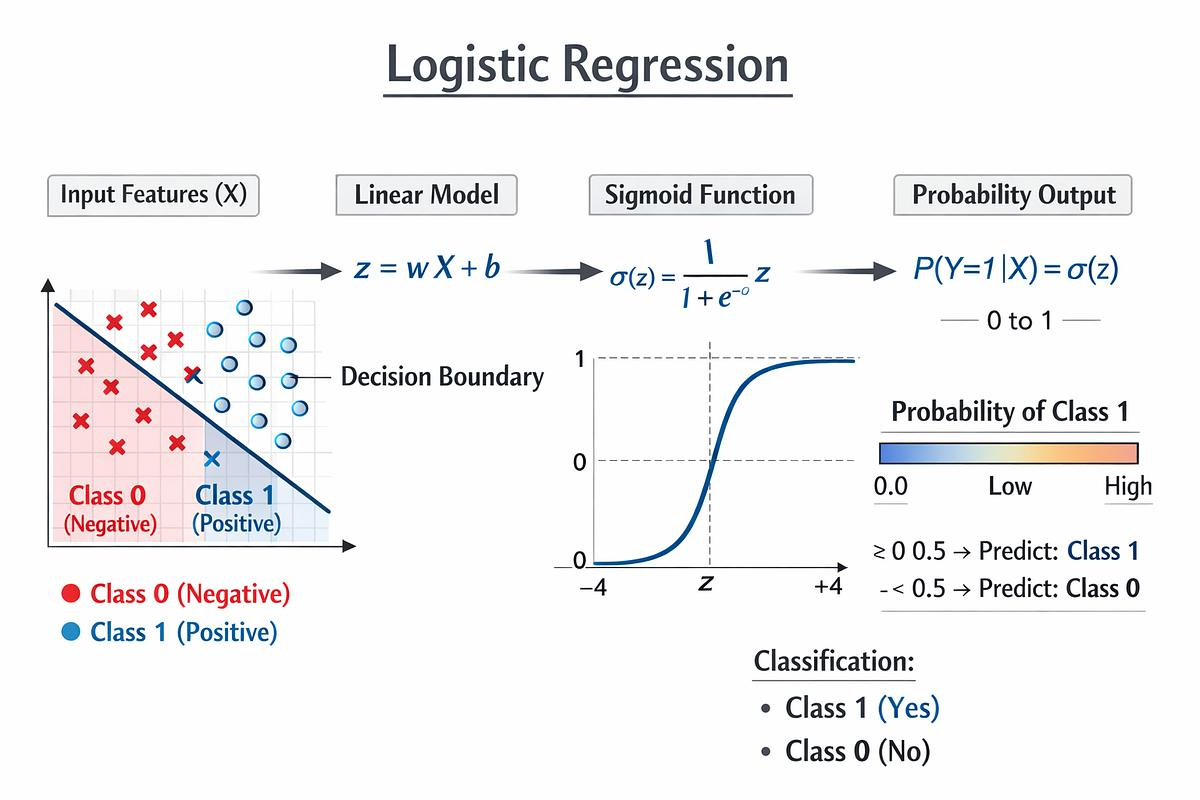 Logistic Regression
Input Features (X)
Linear Model
Sigmoid Function
Probability Output
z = w X + b
σ(z) = 1 / 1 + e^-o z
P(Y=1|X) = σ(z)
0 to 1
Decision Boundary
Class 0
(Negative)
Class 1
(Positive)
Class 0 (Negative)
Class 1 (Positive)
1
0
0
−4
z
+4
Probability of Class 1
0.0 Low High
≥ 0 0.5 → Predict: Class 1
- < 0.5 → Predict: Class 0
Classification:
• Class 1 (Yes)
• Class 0 (No)